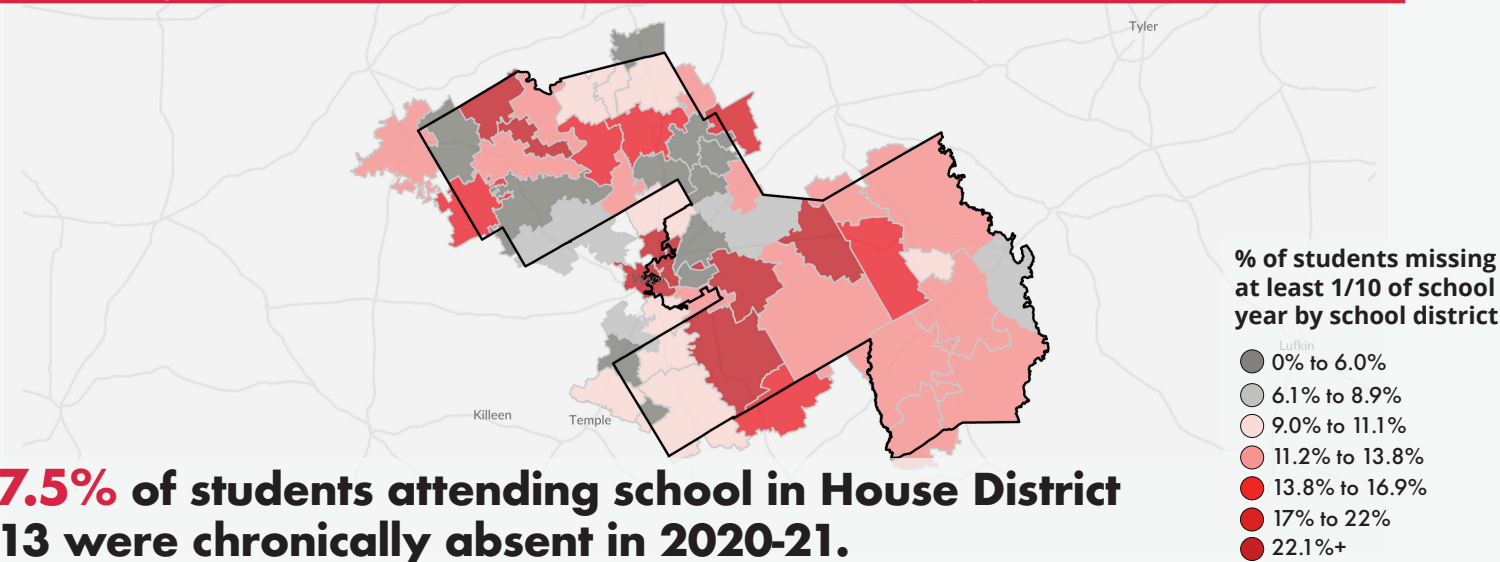 Tyler
% of students missing
at least 1/10 of school
year by school district
Lufkin
0% to 6.0%
6.1% to 8.9%
9.0% to 11.1%
11.2% to 13.8%
13.8% to 16.9%
17% to 22%
22.1%+
Killeen
Temple
7.5% of students attending school in House District
13 were chronically absent in 2020-21.